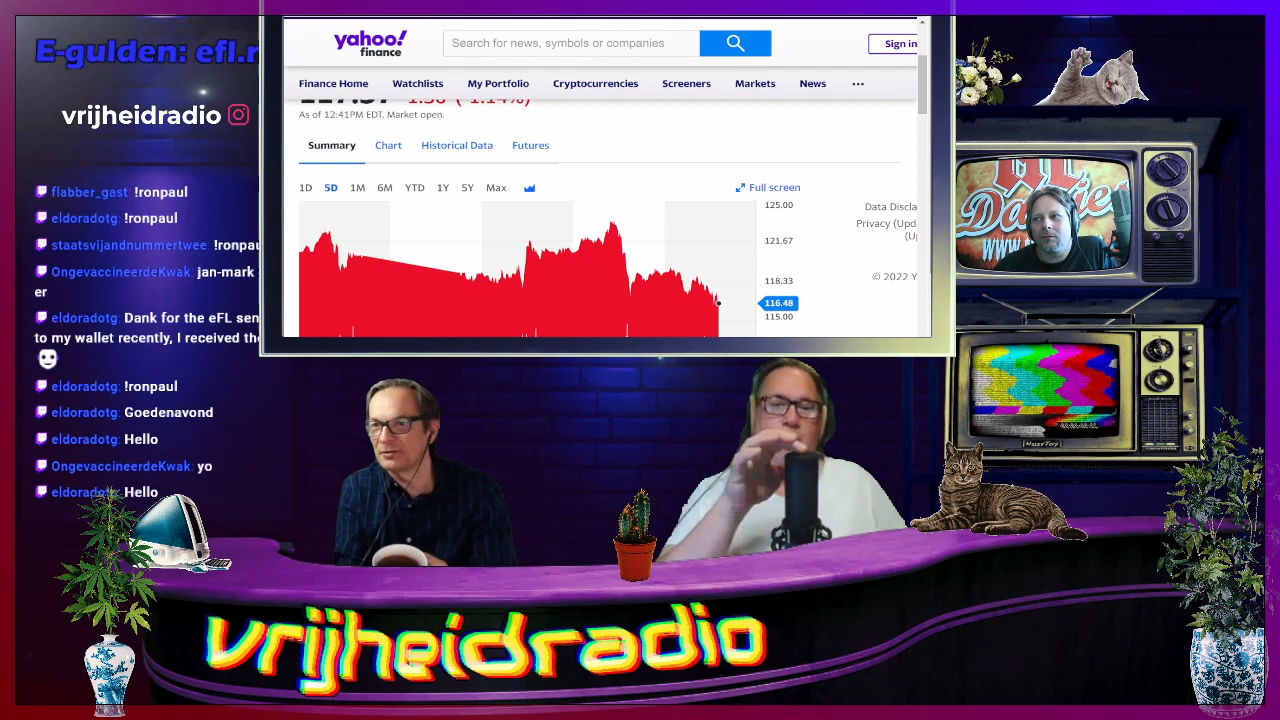 E-gulden: efl.
vrijheidradio
flabber_gast !ronpaul
eldoradotg: !ronpaul
staatsvijandnummertwee: !ronpau
OngevaccineerdeKwak: jan-mark
er
eldoradotg: Dank for the eFL sen
to my wallet recently, I received the
eldoradotg: !ronpaul
eldoradotg: Goedenavond
eldoradotg: Hello
OngevaccineerdeKwak: yo
eldoradotg: Hello
yahoo!
finance
Search for news, symbols or companies
Sign in
Finance Home Watchlists My Portfolio Cryptocurrencies Screeners Markets News ...
As of 12:41PM EDT. Market open.
Summary Chart Historical Data Futures
1D 5D 1M 6M YTD 1Y 5Y Max
Full screen
125.00
121.67
118.33
116.48
115.00
Data Discla
Privacy (Upd
(Up
© 2022 Y
WWW.
vrijheidradio